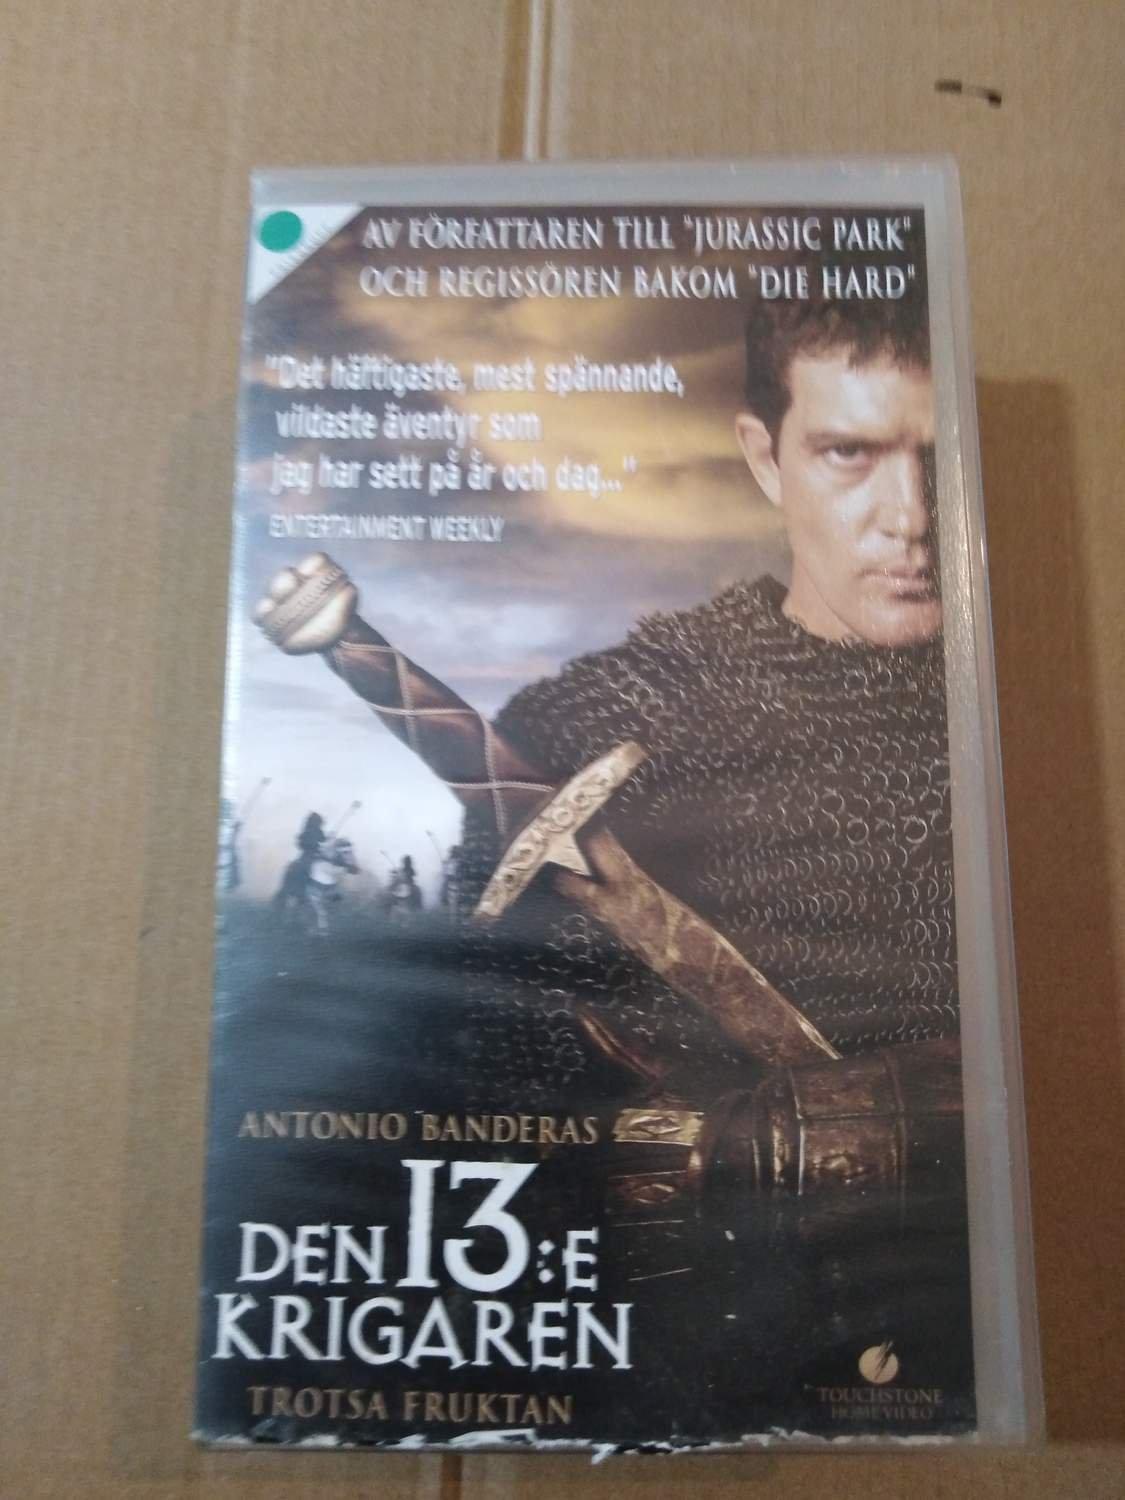 AV FÖRFATTAREN TILL "JURASSIC PARK"
OCH REGISSÖREN BAKOM "DIE HARD"
"Det häftigaste, mest spännande,
vildaste äventyr som
jag har sett på år och dag..."
ENTERTAINMENT WEEKLY
ANTONIO BANDERAS
DEN 13:E
KRIGAREN
TROTSA FRUKTAN
TOUCHSTONE
HOME VIDEO